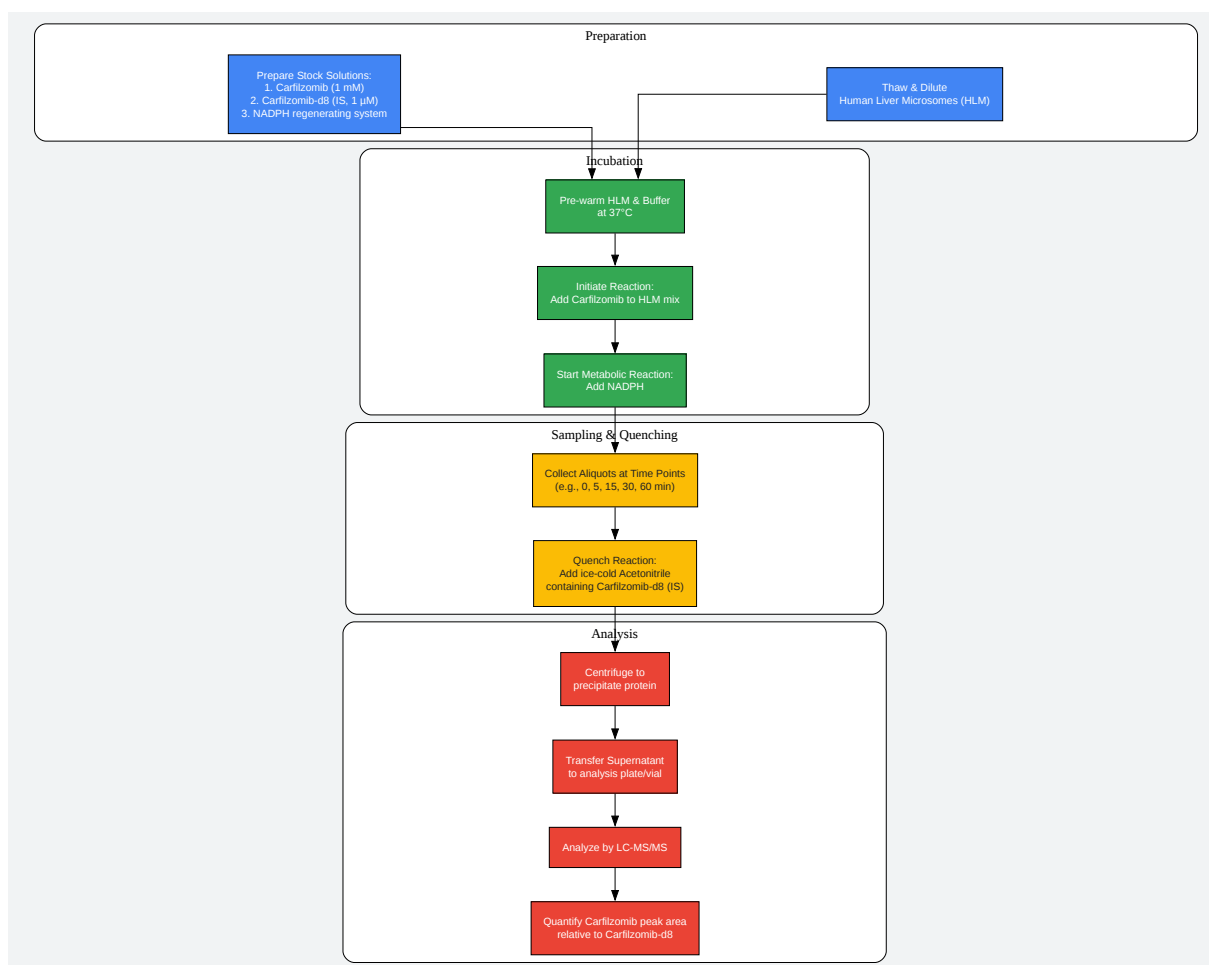 Preparation
Prepare Stock Solutions:
1. Carfilzomib (1 mM)
2. Carfilzomib-d8 (IS, 1 µM)
3. NADPH regenerating system
Thaw & Dilute
Human Liver Microsomes (HLM)
Incubation
Pre-warm HLM & Buffer
at 37°C
Initiate Reaction:
Add Carfilzomib to HLM mix
Start Metabolic Reaction:
Add NADPH
Sampling & Quenching
Collect Aliquots at Time Points
(e.g., 0, 5, 15, 30, 60 min)
Quench Reaction:
Add ice-cold Acetonitrile
containing Carfilzomib-d8 (IS)
Analysis
Centrifuge to
precipitate protein
Transfer Supernatant
to analysis plate/vial
Analyze by LC-MS/MS
Quantify Carfilzomib peak area
relative to Carfilzomib-d8